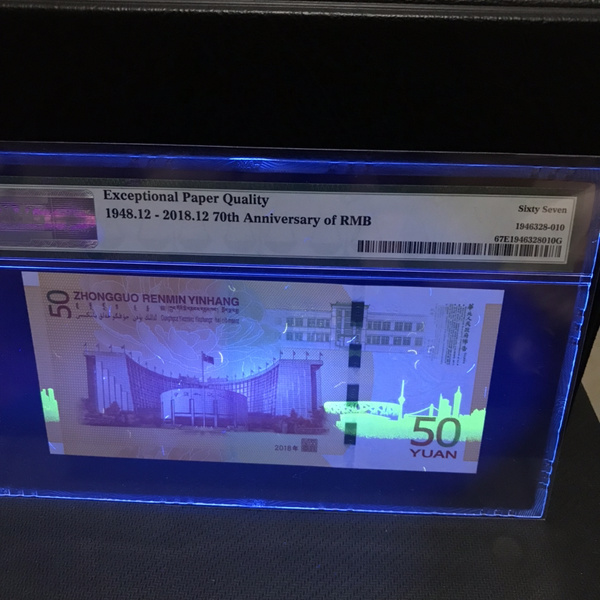 Exceptional Paper Quality
1948.12 - 2018.12 70th Anniversary of RMB
Sixty Seven
1946328-010
67E1946328010G
50
ZHONGGUO RENMIN YINHANG
2018年
50
YUAN